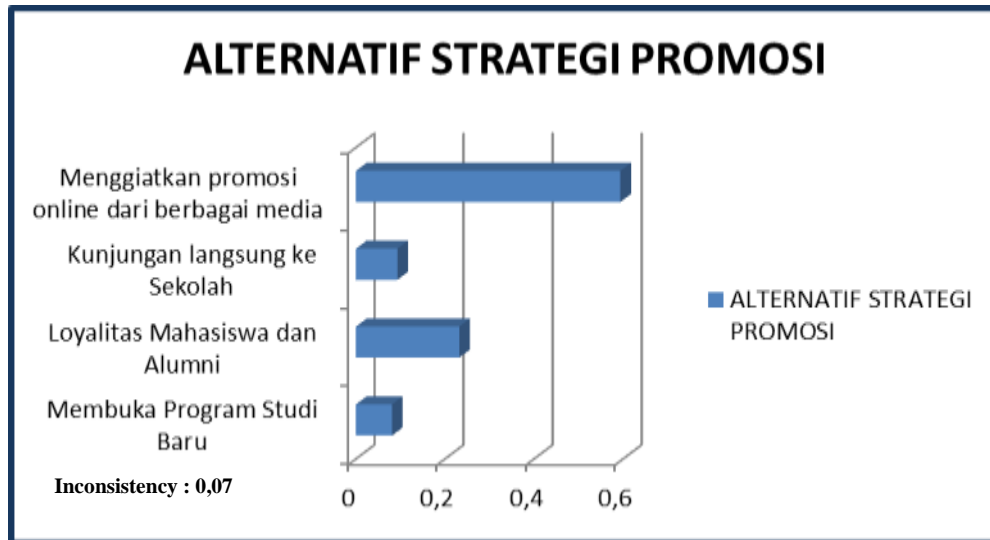 ALTERNATIF STRATEGI PROMOSI
Menggiatkan promosi
online dari berbagai media
Kunjungan langsung ke
Sekolah
Loyalitas Mahasiswa dan
Alumni
Membuka Program Studi
Baru
Inconsistency : 0,07
0 0,2 0,4 0,6
ALTERNATIF STRATEGI
PROMOSI